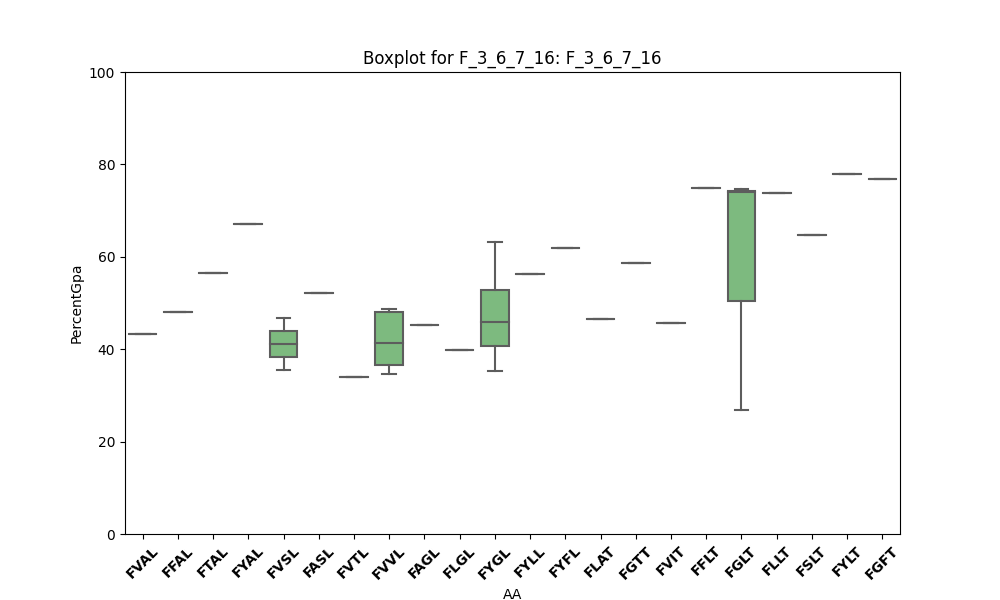 Boxplot for F_3_6_7_16: F_3_6_7_16
100
80
60
40
20
0
PercentGpa
FVAL FFAL FTAL FYAL FVSL FASL FVTL FVVL FAGL FLGL FYGL FYLL FYFL FLAT FGTT FVIT FFLT FGLT FLLT FSLT FYLT FGFT
AA